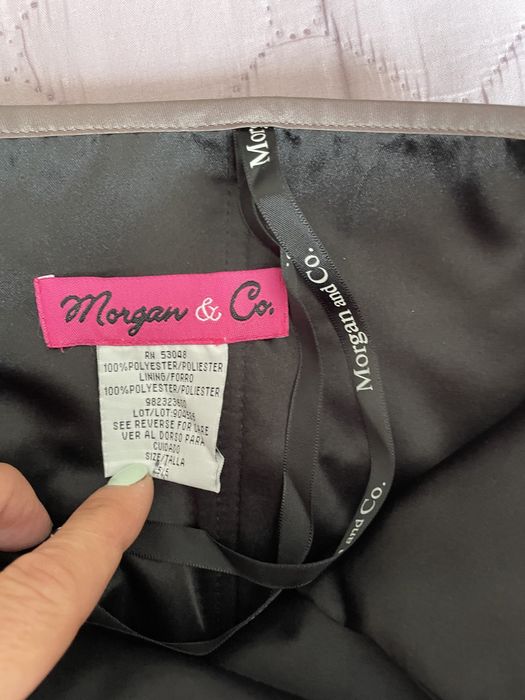 Mor
Morgan and Co.
Morgan & Co.
RN 53048
100%POLYESTER/POLIESTER
LINING/FORRO
100%POLYESTER/POLIESTER
SEE REVERSE FOR CARE
VER AL DORSO PARA
CUIDADO
SIZE/TALLA
and Co.